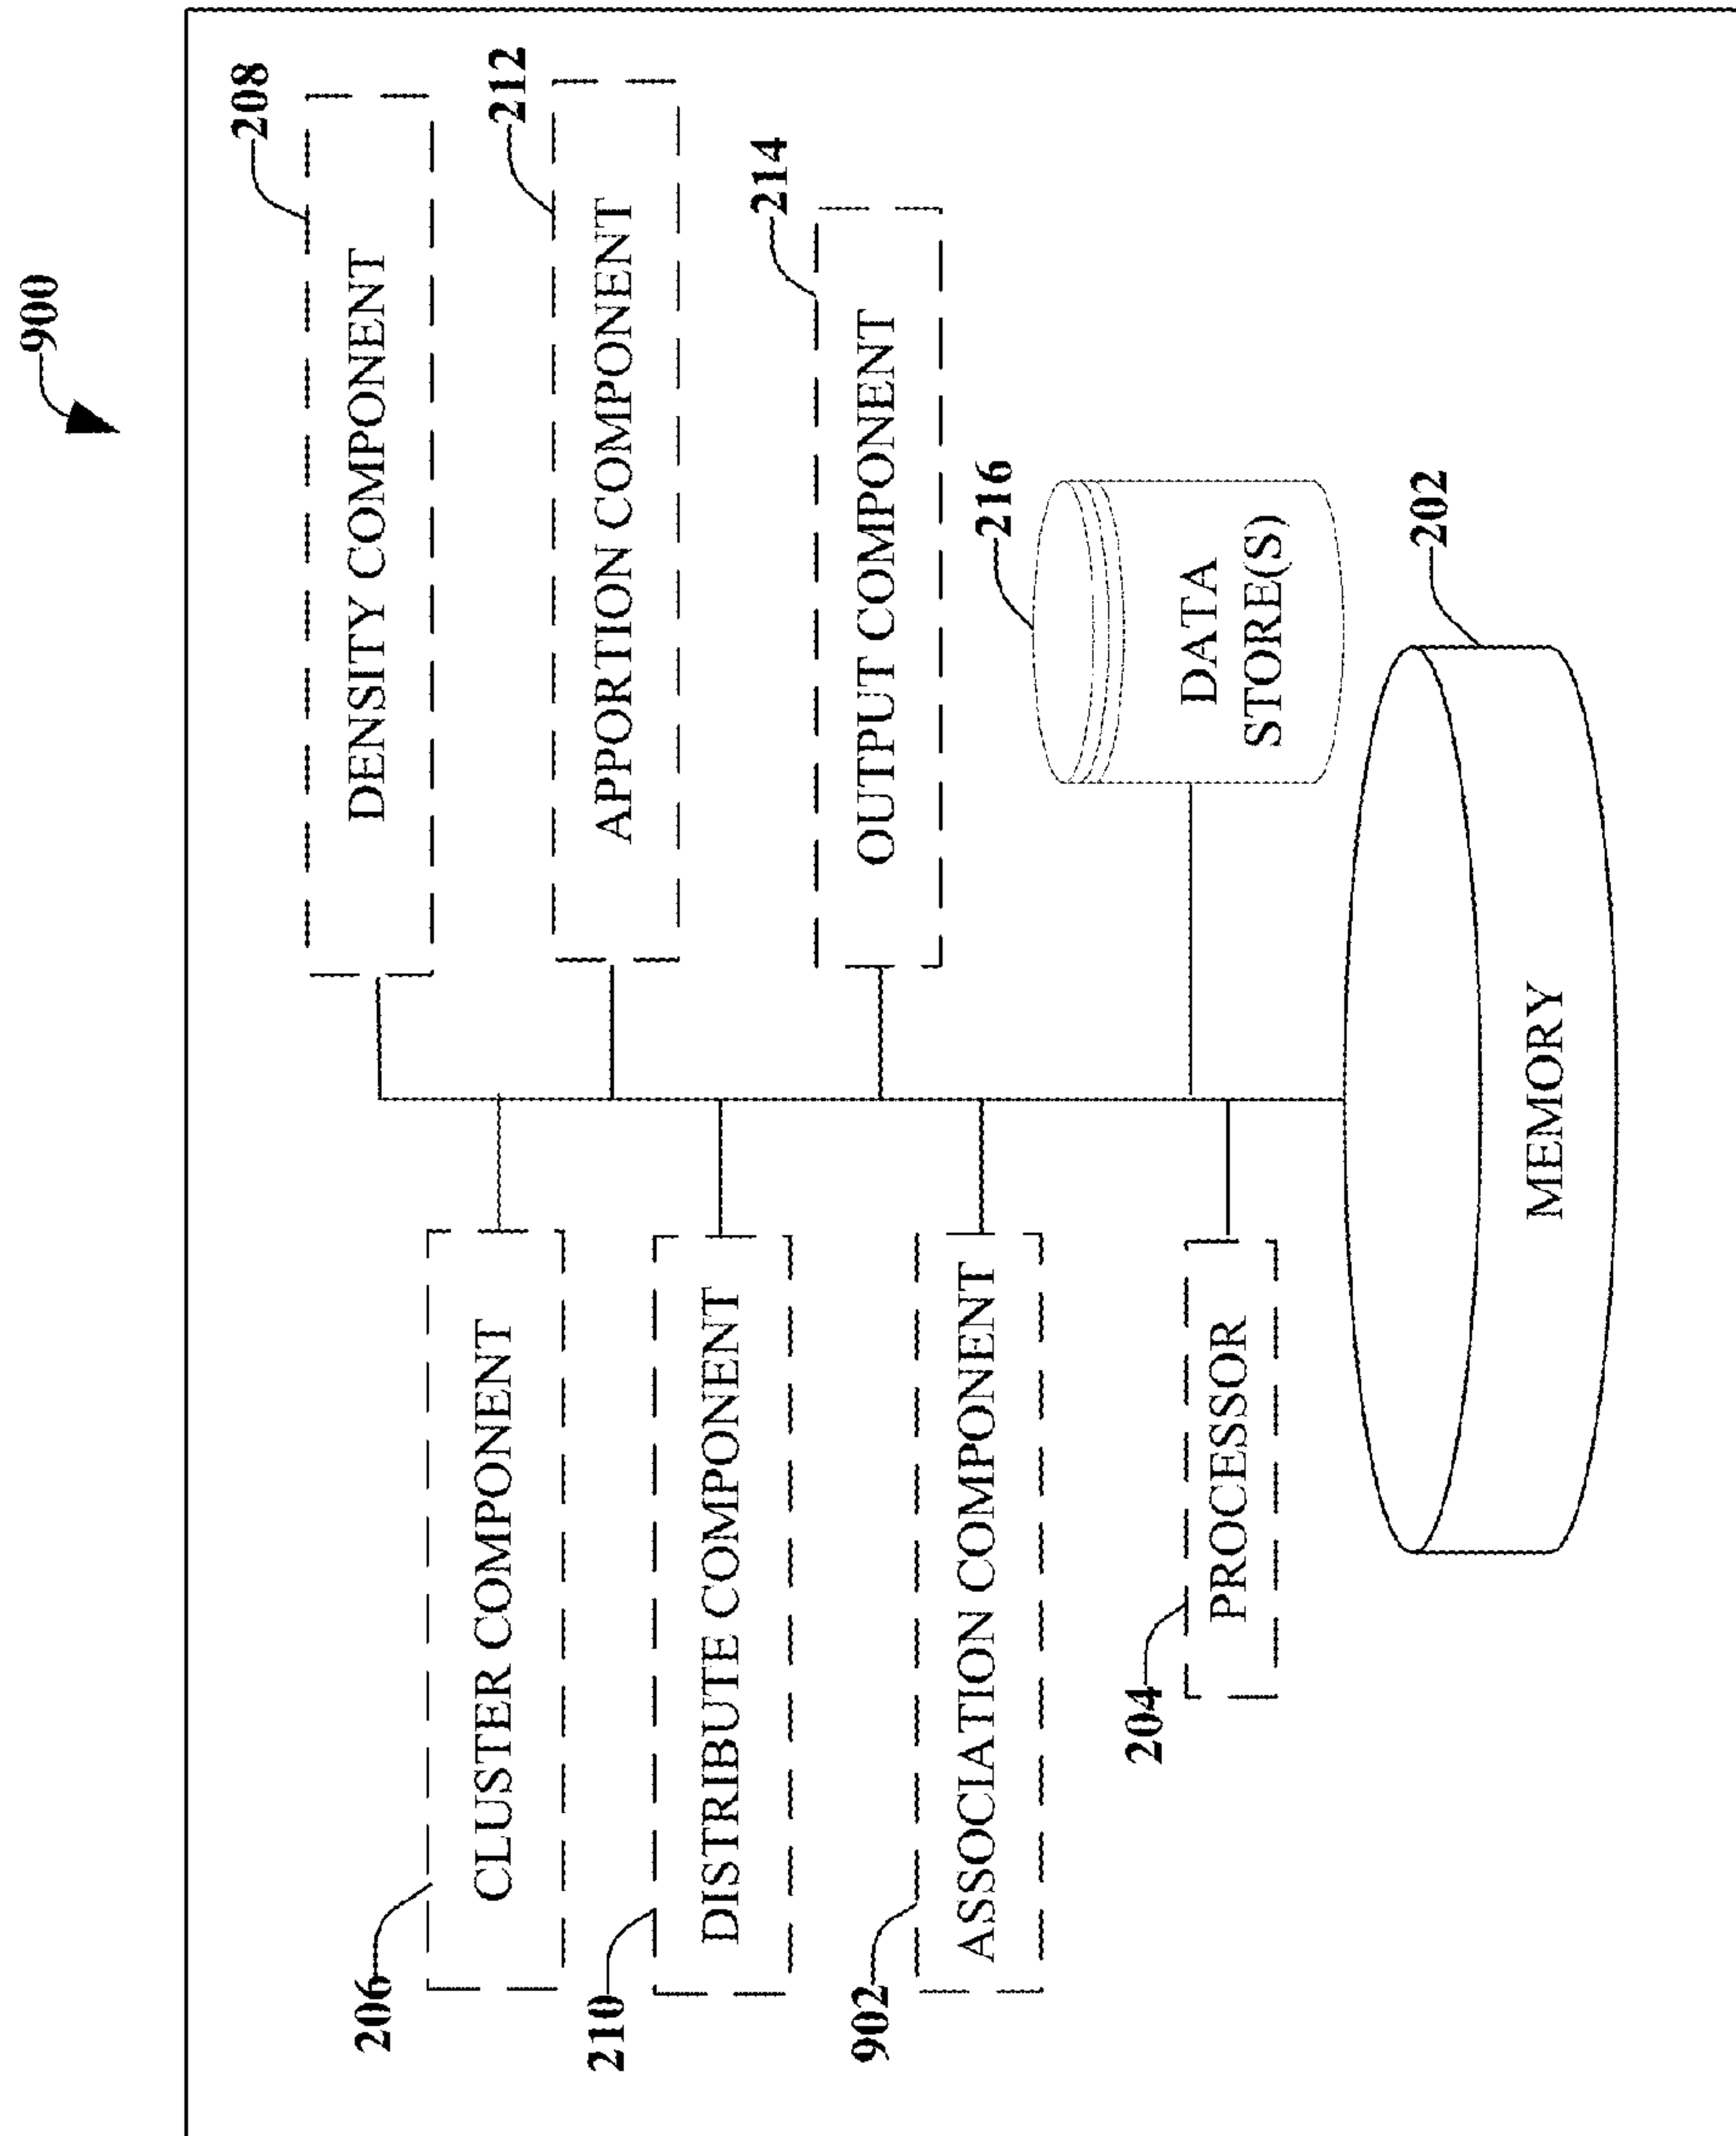 900
208
DENSITY COMPONENT
206
CLUSTER COMPONENT
212
APPORTION COMPONENT
210
DISTRIBUTE COMPONENT
214
OUTPUT COMPONENT
902
ASSOCIATION COMPONENT
216
DATA
STORE(S)
204
PROCESSOR
202
MEMORY